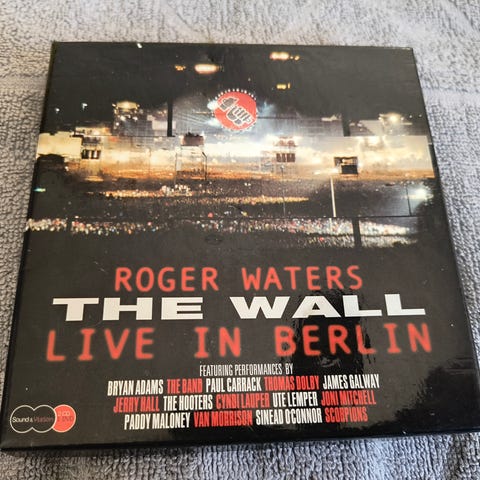 ROGER WATERS
THE WALL
LIVE IN BERLIN
FEATURING PERFORMANCES BY
BRYAN ADAMS THE BAND PAUL CARRACK THOMAS DOLBY JAMES GALWAY
JERRY HALL THE HOOTERS CYNDI LAUPER UTE LEMPER JONI MITCHELL
PADDY MALONEY VAN MORRISON SINEAD O'CONNOR SCORPIONS
Sound & Vision